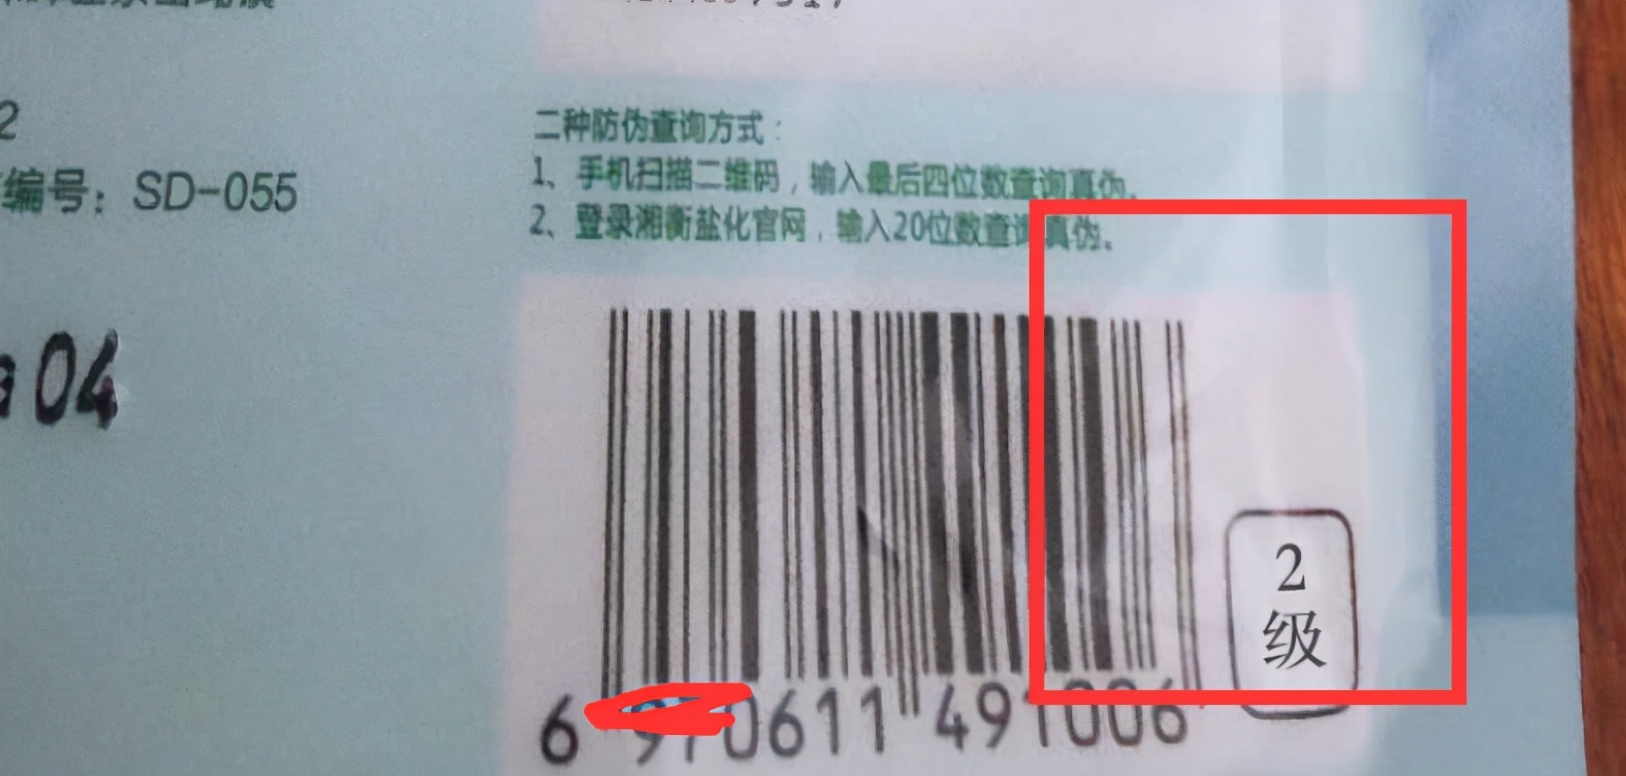 2
编号：SD-055
04
二种防伪查询方式：
1、手机扫描二维码，输入最后四位数查询真伪。
2、登录湘衡盐化官网，输入20位数查询真伪。
6 970611 491006
2
级